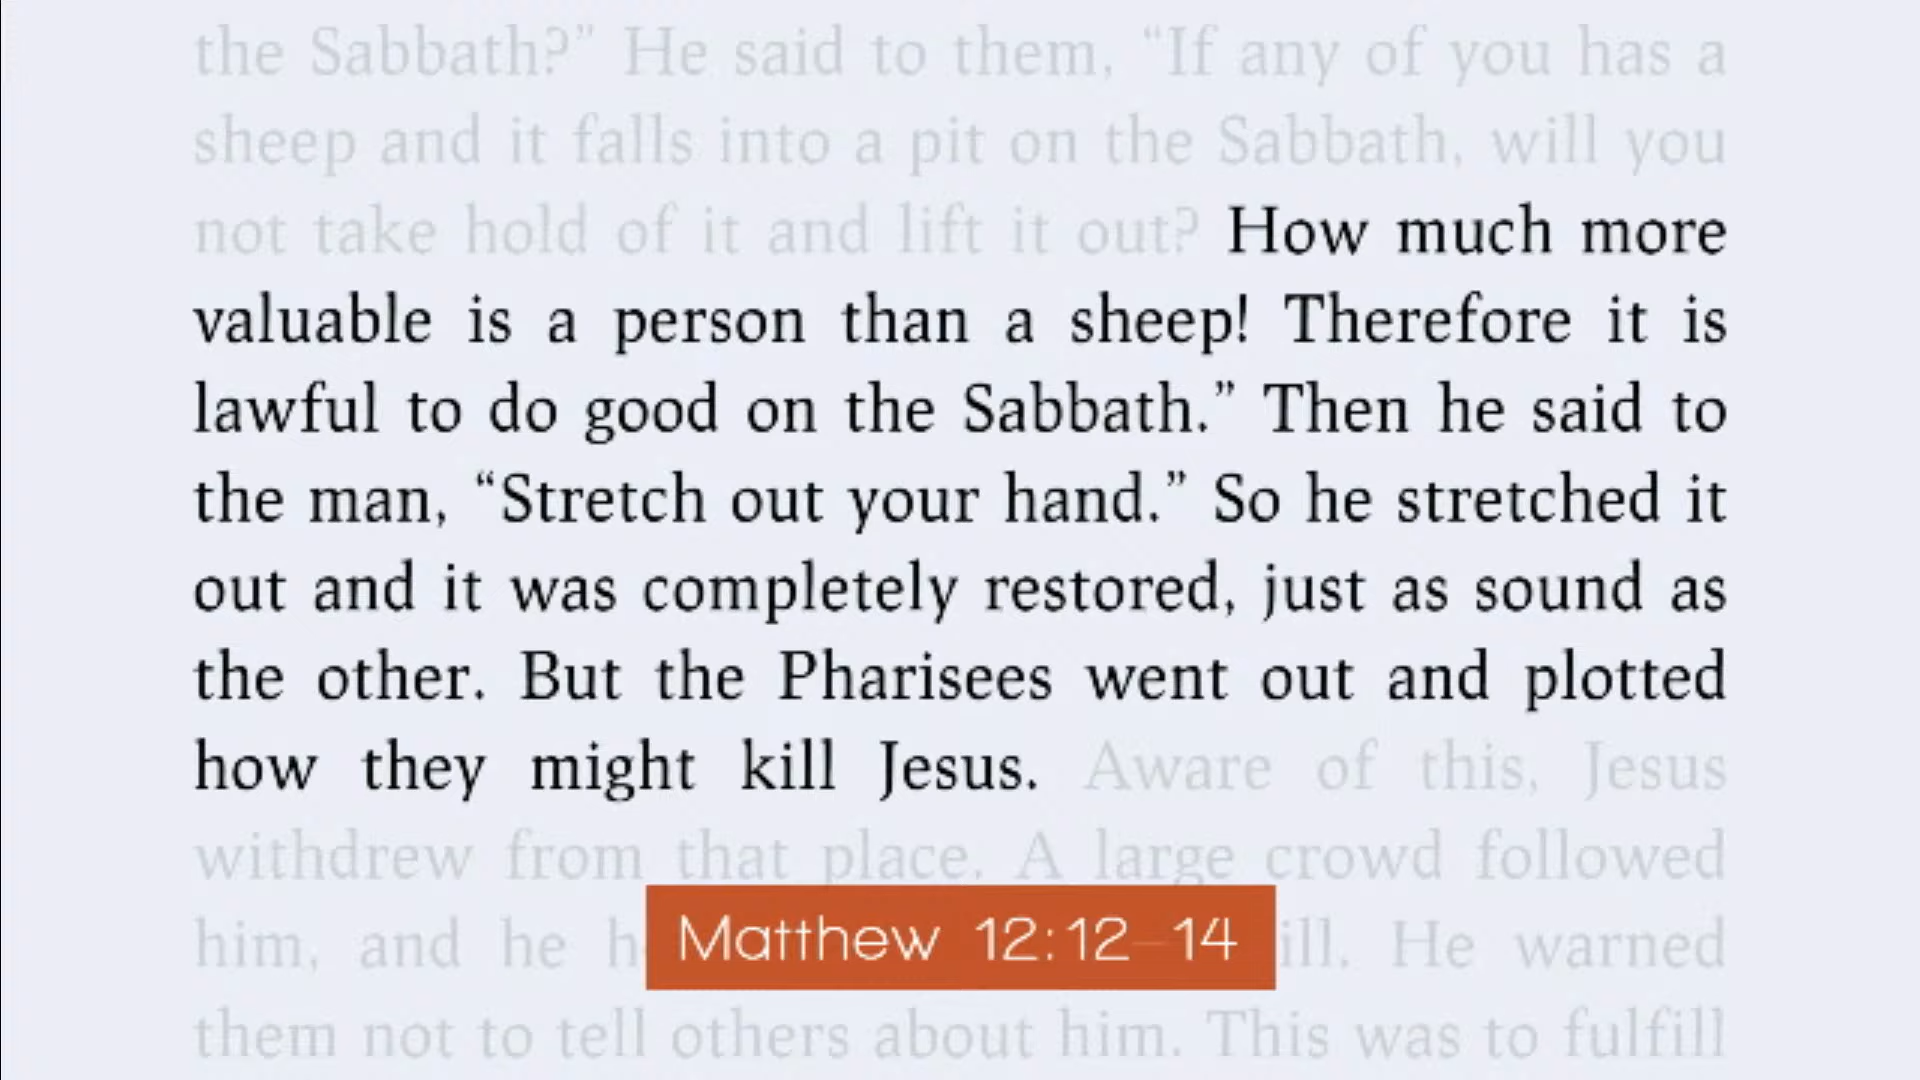 the Sabbath?” He said to them, “If any of you has a
sheep and it falls into a pit on the Sabbath, will you
not take hold of it and lift it out? How much more
valuable is a person than a sheep! Therefore it is
lawful to do good on the Sabbath.” Then he said to
the man, “Stretch out your hand.” So he stretched it
out and it was completely restored, just as sound as
the other. But the Pharisees went out and plotted
how they might kill Jesus. Aware of this, Jesus
withdrew from that place. A large crowd followed
him, and he He warned
Matthew 12:12–14
them not to tell others about him. This was to fulfill